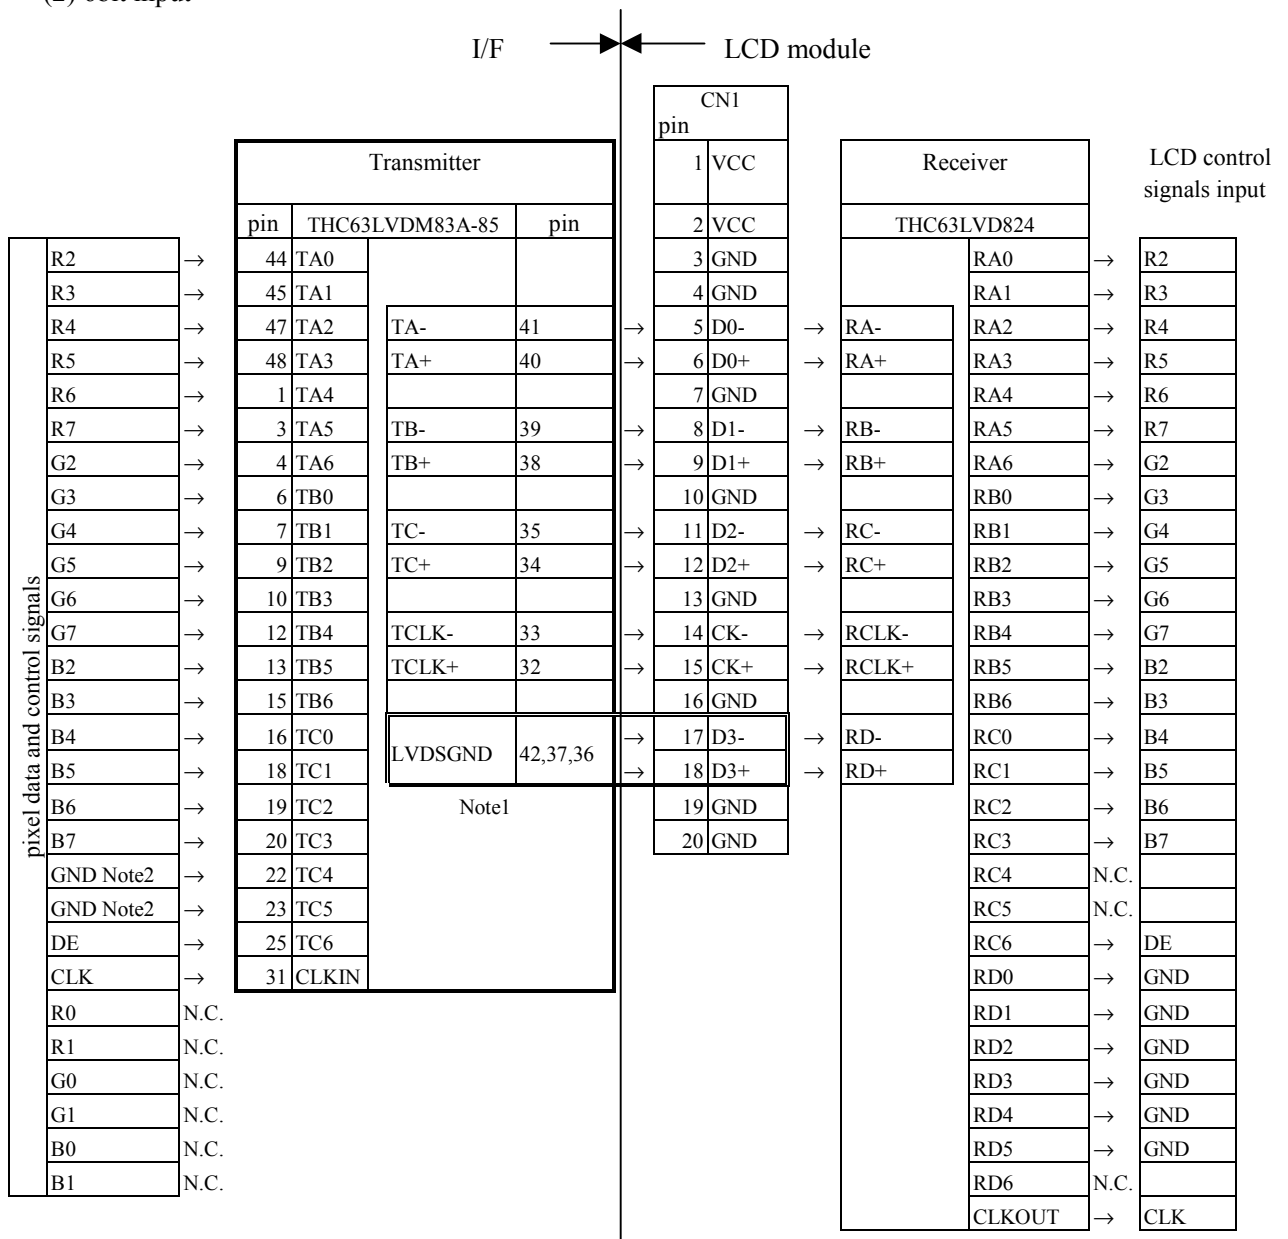 (2) 6bit input
I/F LCD module
CN1
pin
Transmitter 1 VCC Receiver LCD control
signals input
pin THC63LVDM83A-85 pin 2 VCC THC63LVD824
R2 → 44 TA0 3 GND RA0 → R2
R3 → 45 TA1 4 GND RA1 → R3
R4 → 47 TA2 TA- 41 → 5 D0- → RA- RA2 → R4
R5 → 48 TA3 TA+ 40 → 6 D0+ → RA+ RA3 → R5
R6 → 1 TA4 7 GND RA4 → R6
R7 → 3 TA5 TB- 39 → 8 D1- → RB- RA5 → R7
G2 → 4 TA6 TB+ 38 → 9 D1+ → RB+ RA6 → G2
G3 → 6 TB0 10 GND RB0 → G3
G4 → 7 TB1 TC- 35 → 11 D2- → RC- RB1 → G4
G5 → 9 TB2 TC+ 34 → 12 D2+ → RC+ RB2 → G5
G6 → 10 TB3 13 GND RB3 → G6
G7 → 12 TB4 TCLK- 33 → 14 CK- → RCLK- RB4 → G7
B2 → 13 TB5 TCLK+ 32 → 15 CK+ → RCLK+ RB5 → B2
B3 → 15 TB6 16 GND RB6 → B3
B4 → 16 TC0 LVDSGND 42,37,36 → 17 D3- → RD- RC0 → B4
B5 → 18 TC1 → 18 D3+ → RD+ RC1 → B5
B6 → 19 TC2 Note1 19 GND RC2 → B6
B7 → 20 TC3 20 GND RC3 → B7
GND Note2 → 22 TC4 RC4 N.C.
GND Note2 → 23 TC5 RC5 N.C.
DE → 25 TC6 RC6 → DE
CLK → 31 CLKIN RD0 → GND
R0 N.C. RD1 → GND
R1 N.C. RD2 → GND
G0 N.C. RD3 → GND
G1 N.C. RD4 → GND
B0 N.C. RD5 → GND
B1 N.C. RD6 N.C.
CLKOUT → CLK
pixel data and control signals